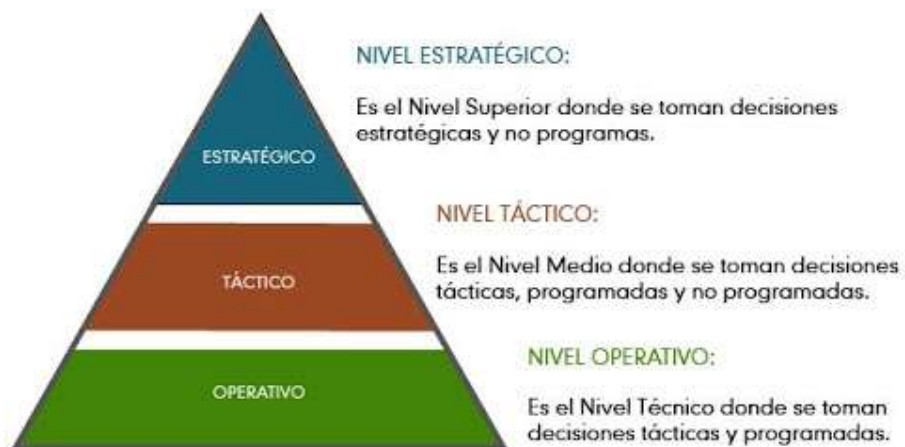 NIVEL ESTRATÉGICO:
Es el Nivel Superior donde se toman decisiones
estratégicas y no programas.
ESTRATÉGICO
NIVEL TÁCTICO:
Es el Nivel Medio donde se toman decisiones
tácticas, programadas y no programadas.
TÁCTICO
NIVEL OPERATIVO:
OPERATIVO
Es el Nivel Técnico donde se toman
decisiones tácticas y programadas.